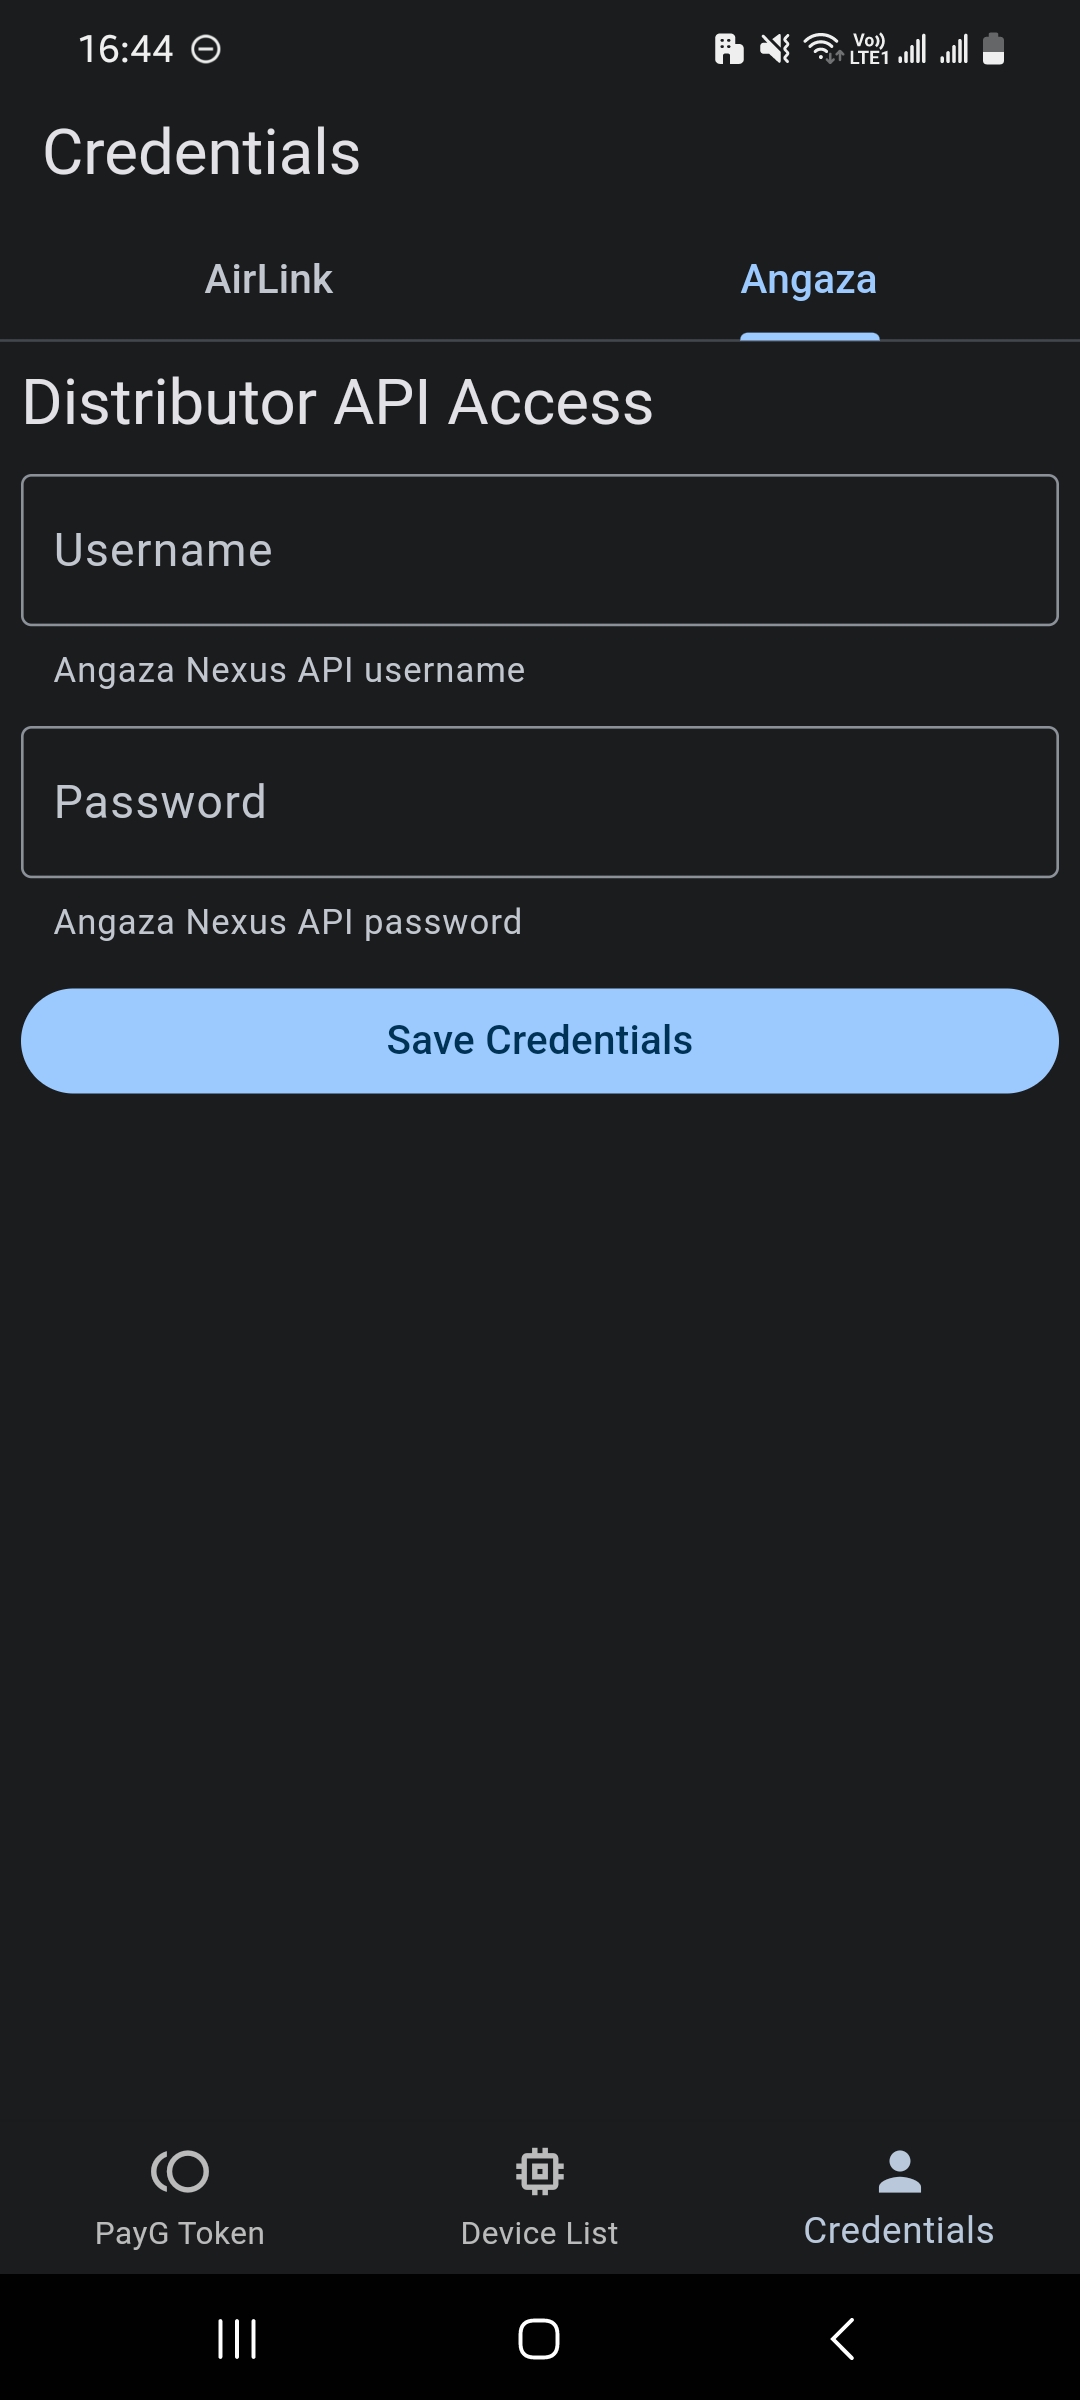 16:44
Vo)) LTE1
Credentials
AirLink
Angaza
Distributor API Access
Username
Angaza Nexus API username
Password
Angaza Nexus API password
Save Credentials
PayG Token
Device List
Credentials